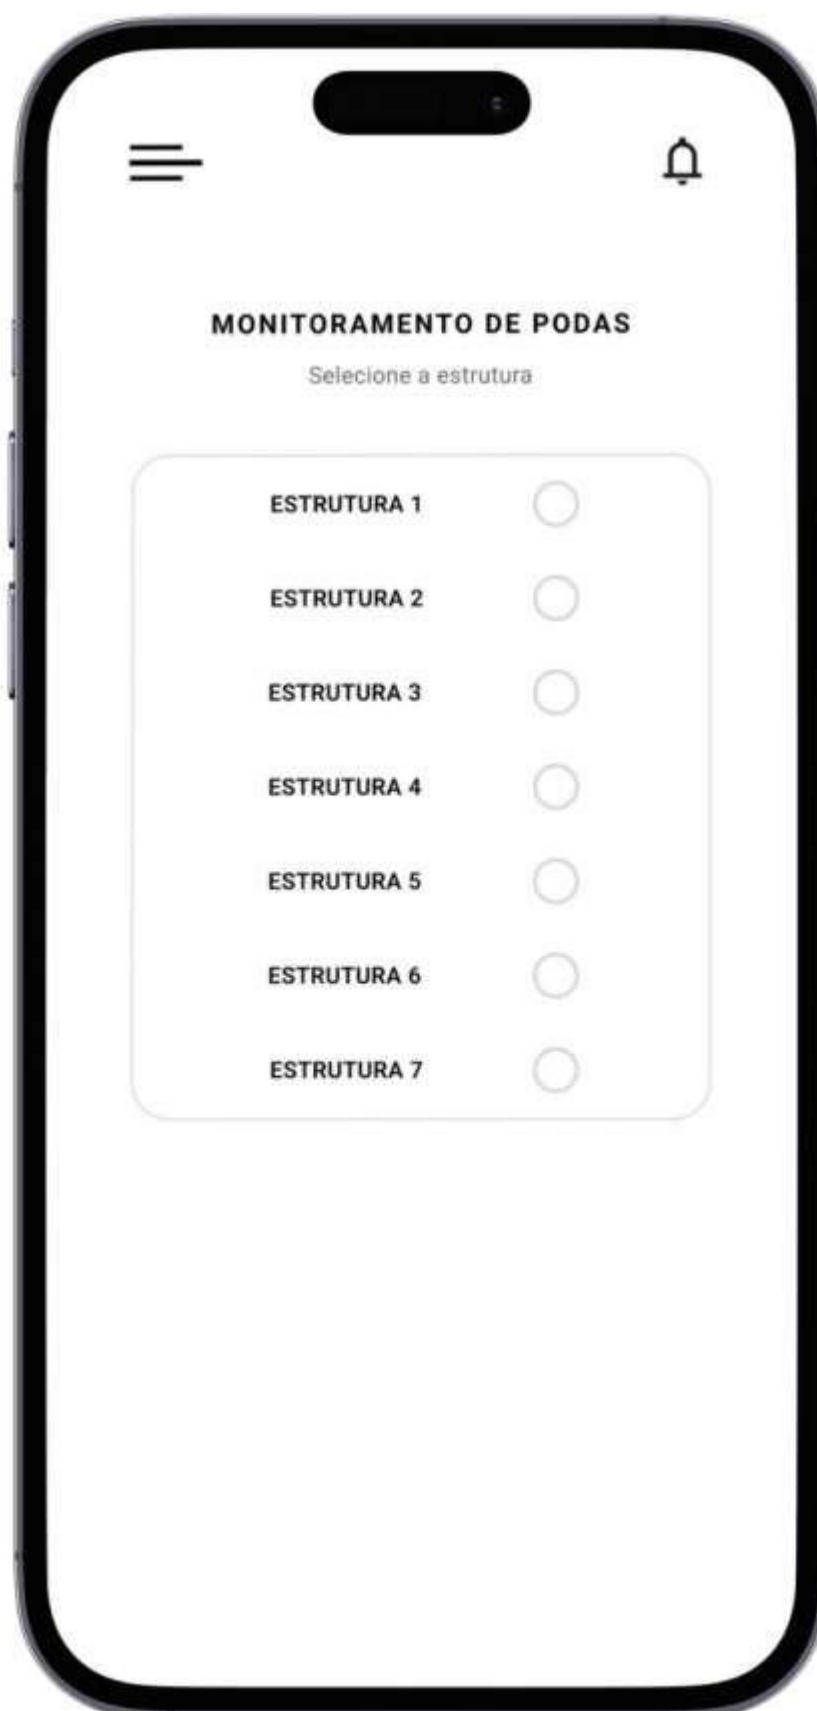 MONITORAMENTO DE PODAS
Selecione a estrutura
ESTRUTURA 1
ESTRUTURA 2
ESTRUTURA 3
ESTRUTURA 4
ESTRUTURA 5
ESTRUTURA 6
ESTRUTURA 7